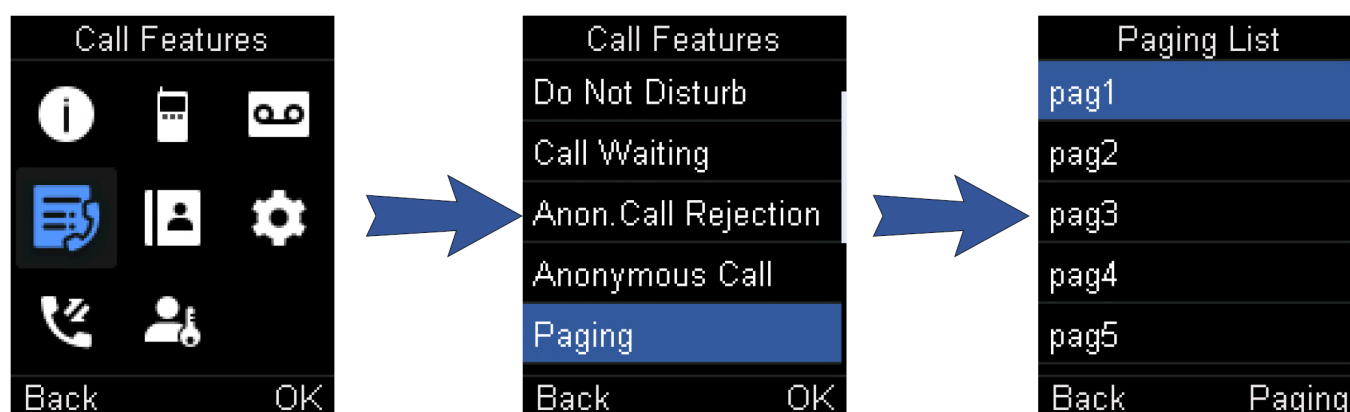 Call Features
Back OK
Call Features
Do Not Disturb
Call Waiting
Anon.Call Rejection
Anonymous Call
Paging
Back OK
Paging List
pag1
pag2
pag3
pag4
pag5
Back Paging